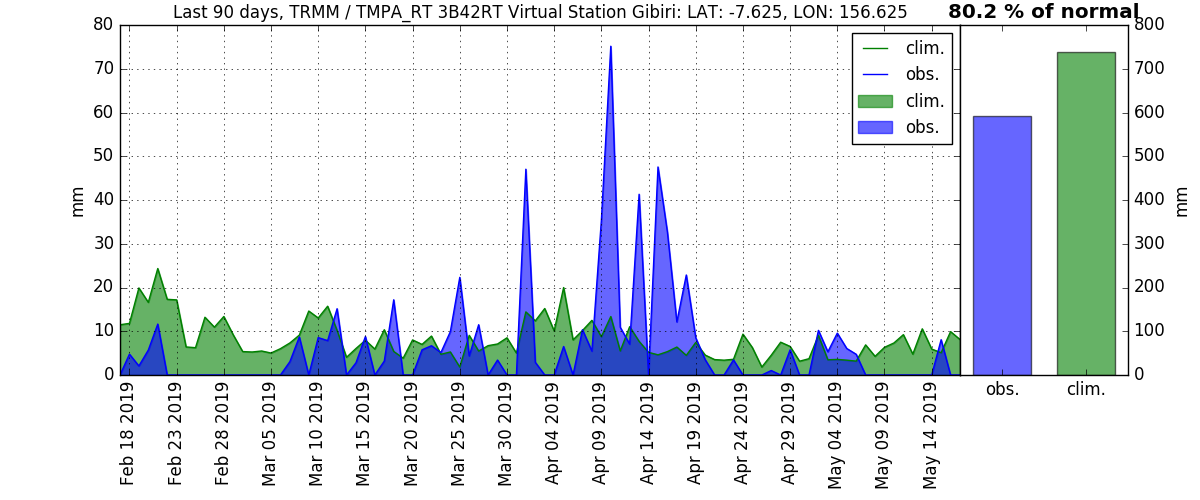 Last 90 days, TRMM / TMPA_RT 3B42RT Virtual Station Gibiri: LAT: -7.625, LON: 156.625
80.2 % of normal
80
70
60
50
40
30
20
10
0
mm
clim.
obs.
clim.
obs.
Feb 18 2019
Feb 23 2019
Feb 28 2019
Mar 05 2019
Mar 10 2019
Mar 15 2019
Mar 20 2019
Mar 25 2019
Mar 30 2019
Apr 04 2019
Apr 09 2019
Apr 14 2019
Apr 19 2019
Apr 24 2019
Apr 29 2019
May 04 2019
May 09 2019
May 14 2019
800
700
600
500
400
300
200
100
0
mm
obs.
clim.